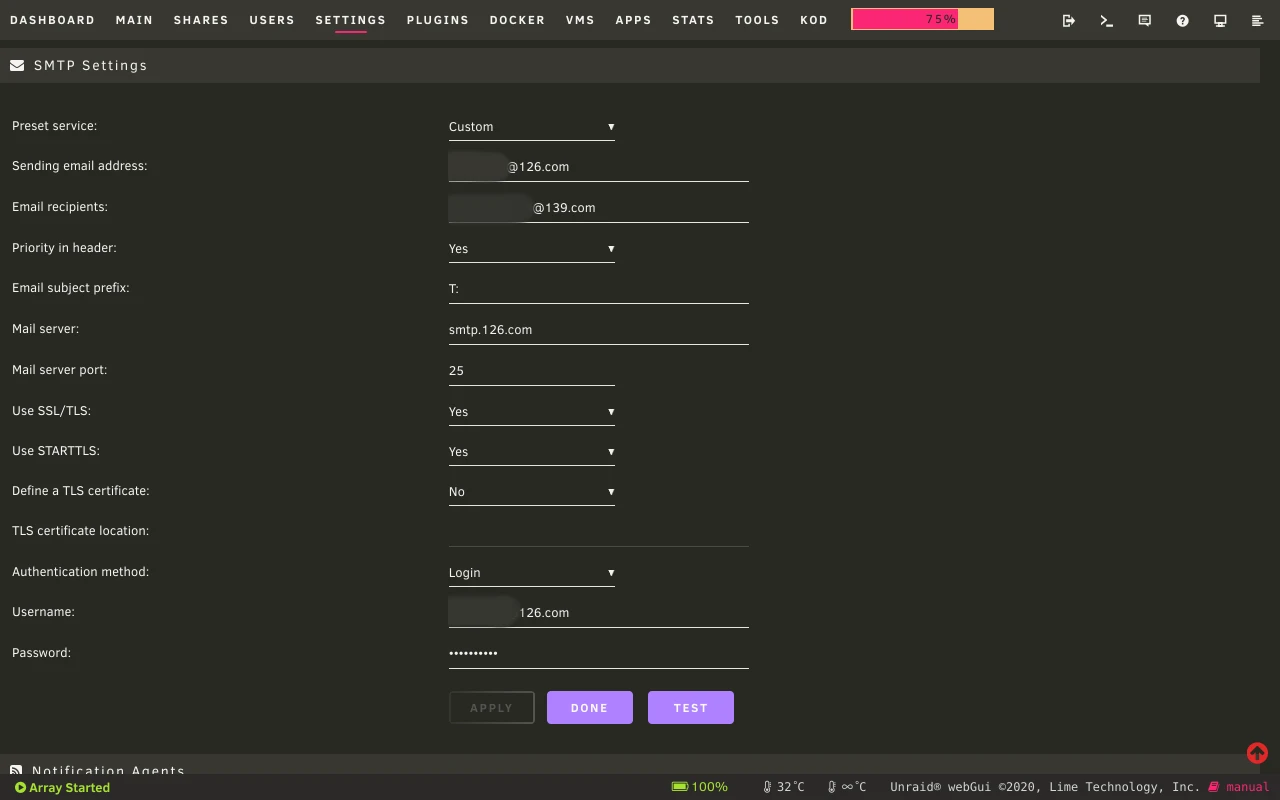 DASHBOARD MAIN SHARES USERS SETTINGS PLUGINS DOCKER VMS APPS STATS TOOLS KOD 75%
SMTP Settings
Preset service: Custom
Sending email address: @126.com
Email recipients: @139.com
Priority in header: Yes
Email subject prefix: T:
Mail server: smtp.126.com
Mail server port: 25
Use SSL/TLS: Yes
Use STARTTLS: Yes
Define a TLS certificate: No
TLS certificate location:
Authentication method: Login
Username: 126.com
Password: ••••••••••
APPLY DONE TEST
Notification Agents
Array Started 100% 32℃ ∞℃ Unraid® webGui ©2020, Lime Technology, Inc. manual